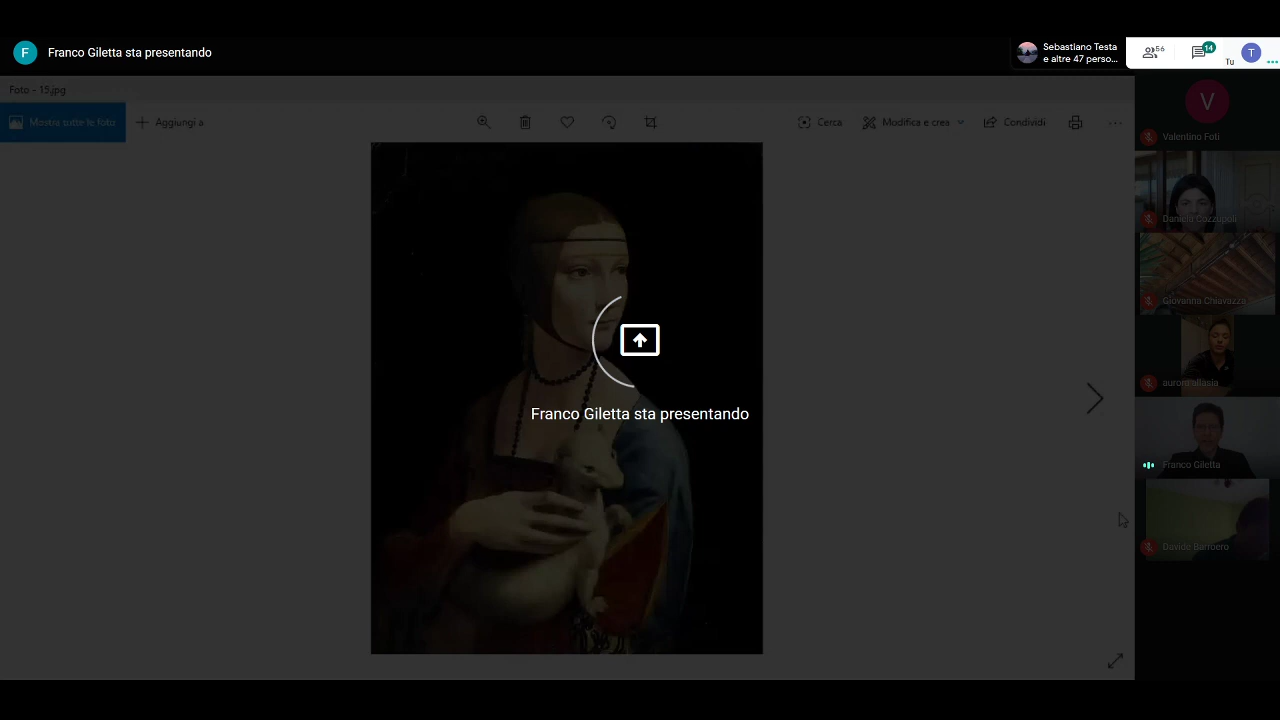 F Franco Giletta sta presentando
Sebastiano Testa
e altre 47 perso...
56
14
Tu
T
Foto - 15.jpg
Mostra tutte le foto
Aggiungi a
Cerca
Modifica e crea
Condividi
V
Valentino Foti
Daniela Cozzupoli
Giovanna Chiavazza
aurora allasia
Franco Giletta sta presentando
Franco Giletta
Davide Barroero